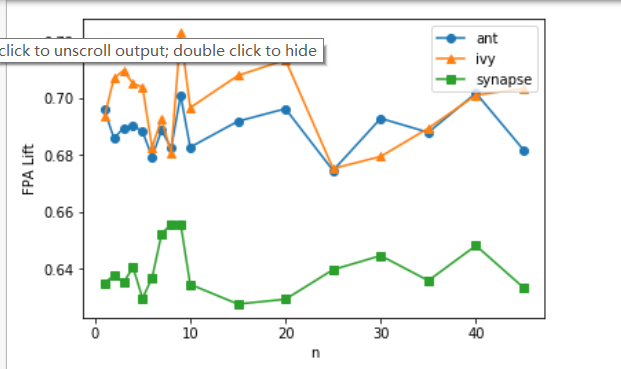 click to unscroll output; double click to hide
ant
ivy
synapse
0.70
0.68
0.66
0.64
FPA Lift
0 10 20 30 40
n